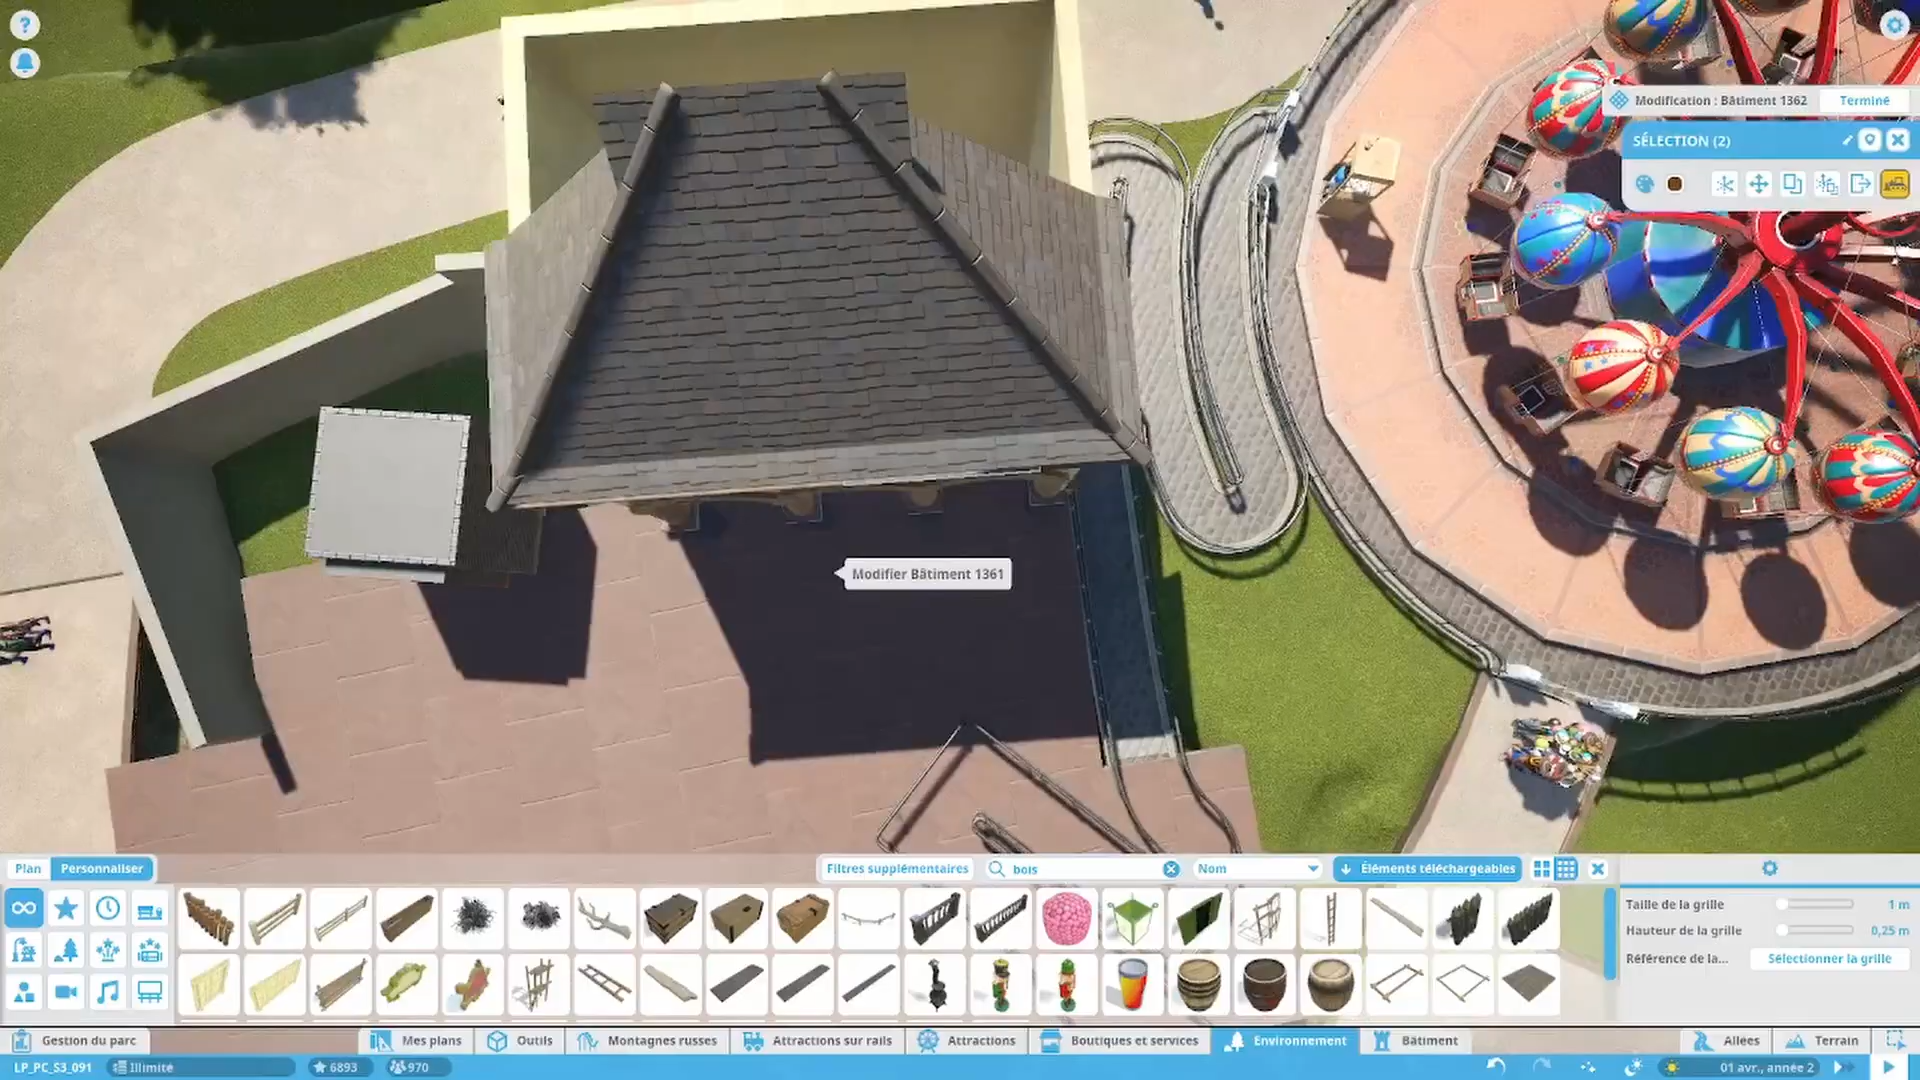 Modification : Bâtiment 1362
Terminé
SÉLECTION (2)
Modifier Bâtiment 1361
Plan
Personnaliser
Filtres supplémentaires
bois
Nom
Éléments téléchargeables
Taille de la grille
1 m
Hauteur de la grille
0,25 m
Référence de la...
Sélectionner la grille
Gestion du parc
Mes plans
Outils
Montagnes russes
Attractions sur rails
Attractions
Boutiques et services
Environnement
Bâtiment
Allées
Terrain
LP_PC_S3_091
Illimité
6893
970
01 avr., année 2